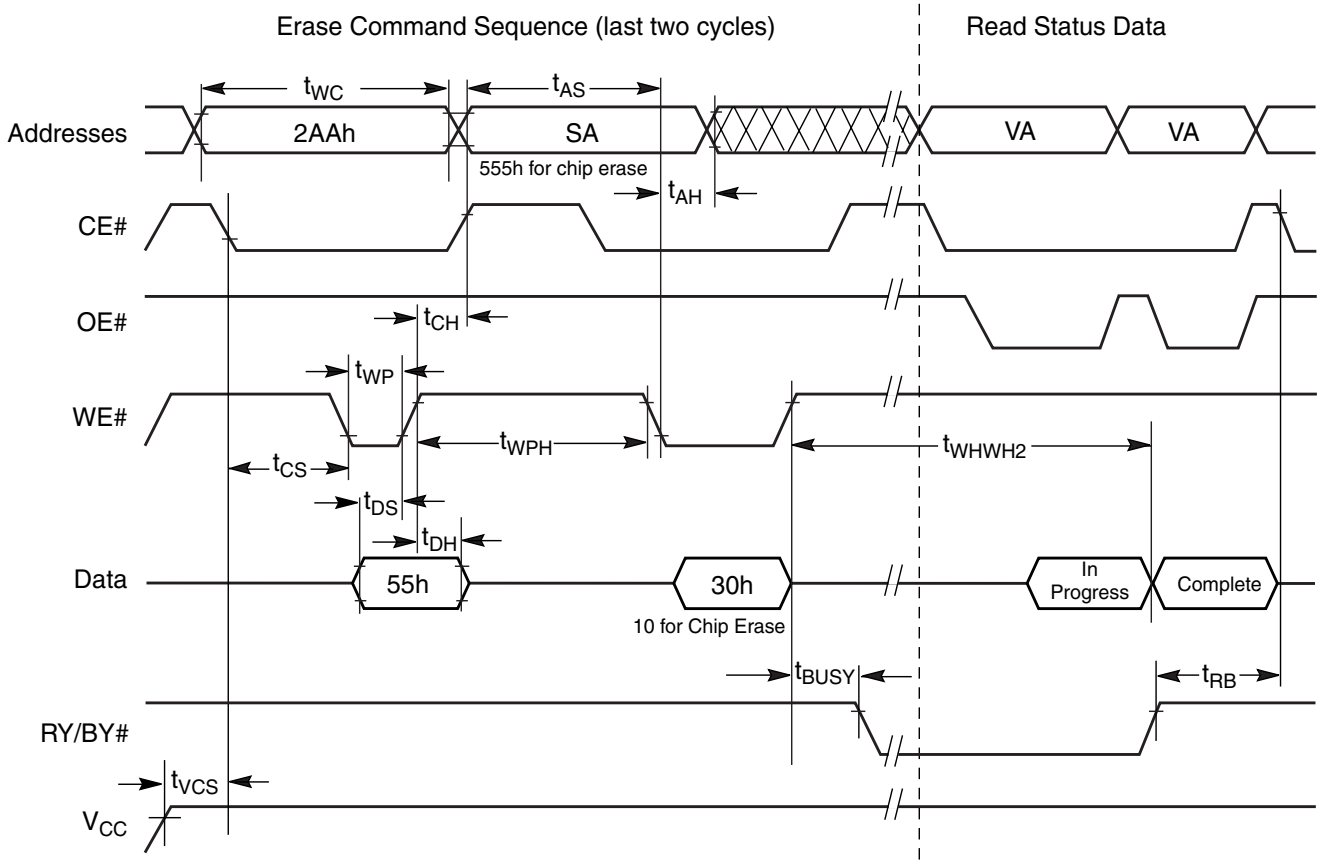 Erase Command Sequence (last two cycles)
Read Status Data
tWC
tAS
Addresses
2AAh
SA
VA
VA
555h for chip erase
tAH
CE#
OE#
tCH
tWP
WE#
tWPH
tWHWH2
tCS
tDS
tDH
Data
55h
30h
In
Progress
Complete
10 for Chip Erase
tBUSY
tRB
RY/BY#
tVCS
VCC